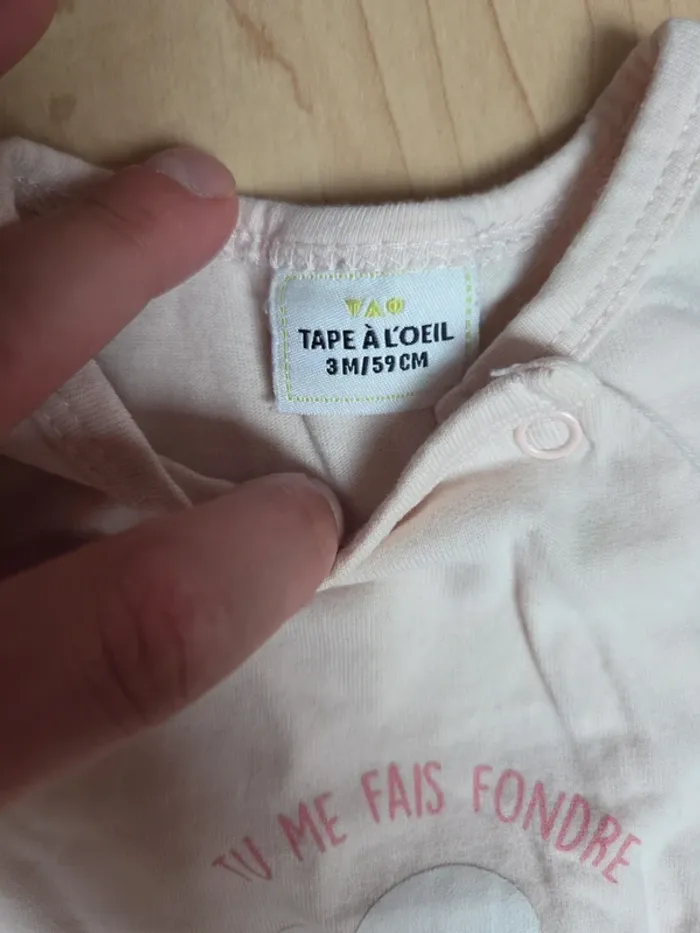 TAO
TAPE À L'OEIL
3M/59CM
TU ME FAIS FONDRE